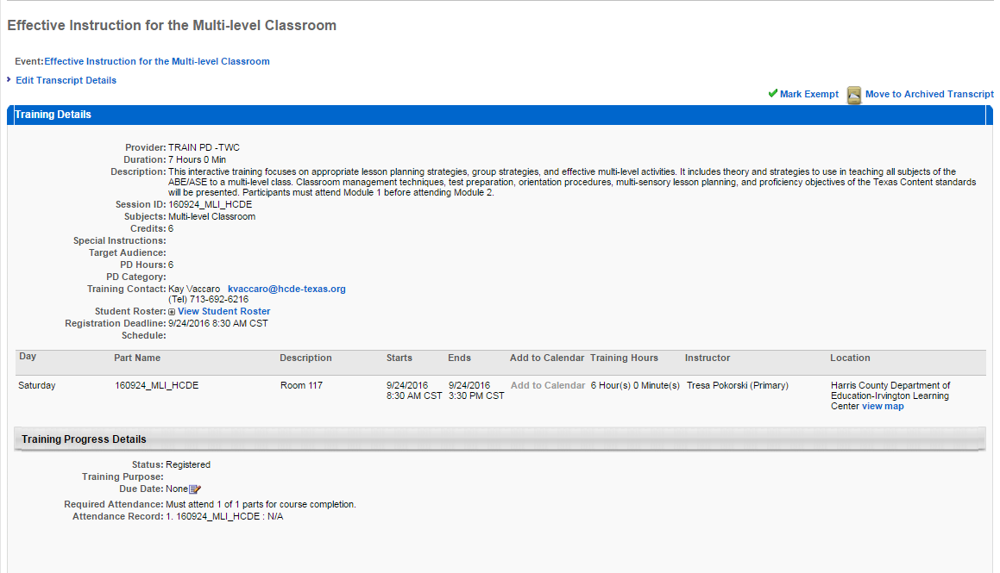 Effective Instruction for the Multi-level Classroom
Event:Effective Instruction for the Multi-level Classroom
Edit Transcript Details
Mark Exempt Move to Archived Transcript
Training Details
Provider: TRAIN PD -TWC
Duration: 7 Hours 0 Min
Description: This interactive training focuses on appropriate lesson planning strategies, group strategies, and effective multi-level activities. It includes theory and strategies to use in teaching all subjects of the
ABE/ASE to a multi-level class. Classroom management techniques, test preparation, orientation procedures, multi-sensory lesson planning, and proficiency objectives of the Texas Content standards
will be presented. Participants must attend Module 1 before attending Module 2.
Session ID: 160924_MLI_HCDE
Subjects: Multi-level Classroom
Credits: 6
Special Instructions:
Target Audience:
PD Hours: 6
PD Category:
Training Contact: Kay Vaccaro kvaccaro@hcde-texas.org
(Tel) 713-692-6216
Student Roster: View Student Roster
Registration Deadline: 9/24/2016 8:30 AM CST
Schedule:
Day Part Name Description Starts Ends Add to Calendar Training Hours Instructor Location
Saturday 160924_MLI_HCDE Room 117 9/24/2016 9/24/2016 Add to Calendar 6 Hour(s) 0 Minute(s) Tresa Pokorski (Primary) Harris County Department of
8:30 AM CST 3:30 PM CST Education-Irvington Learning
Center view map
Training Progress Details
Status: Registered
Training Purpose:
Due Date: None
Required Attendance: Must attend 1 of 1 parts for course completion.
Attendance Record: 1. 160924_MLI_HCDE : N/A